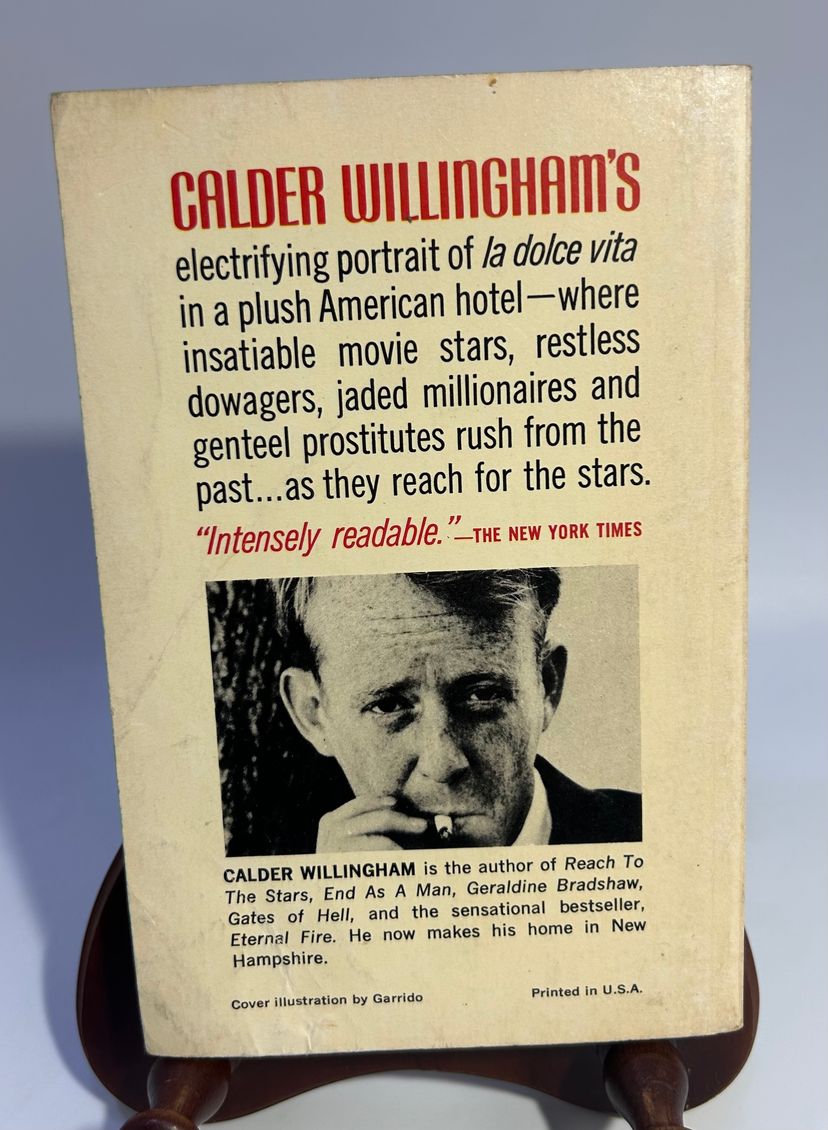 CALDER WILLINGHAM'S
electrifying portrait of la dolce vita
in a plush American hotel—where
insatiable movie stars, restless
dowagers, jaded millionaires and
genteel prostitutes rush from the
past...as they reach for the stars.
“Intensely readable.”—THE NEW YORK TIMES
CALDER WILLINGHAM is the author of Reach To
The Stars, End As A Man, Geraldine Bradshaw,
Gates of Hell, and the sensational bestseller,
Eternal Fire. He now makes his home in New
Hampshire.
Cover illustration by Garrido Printed in U.S.A.